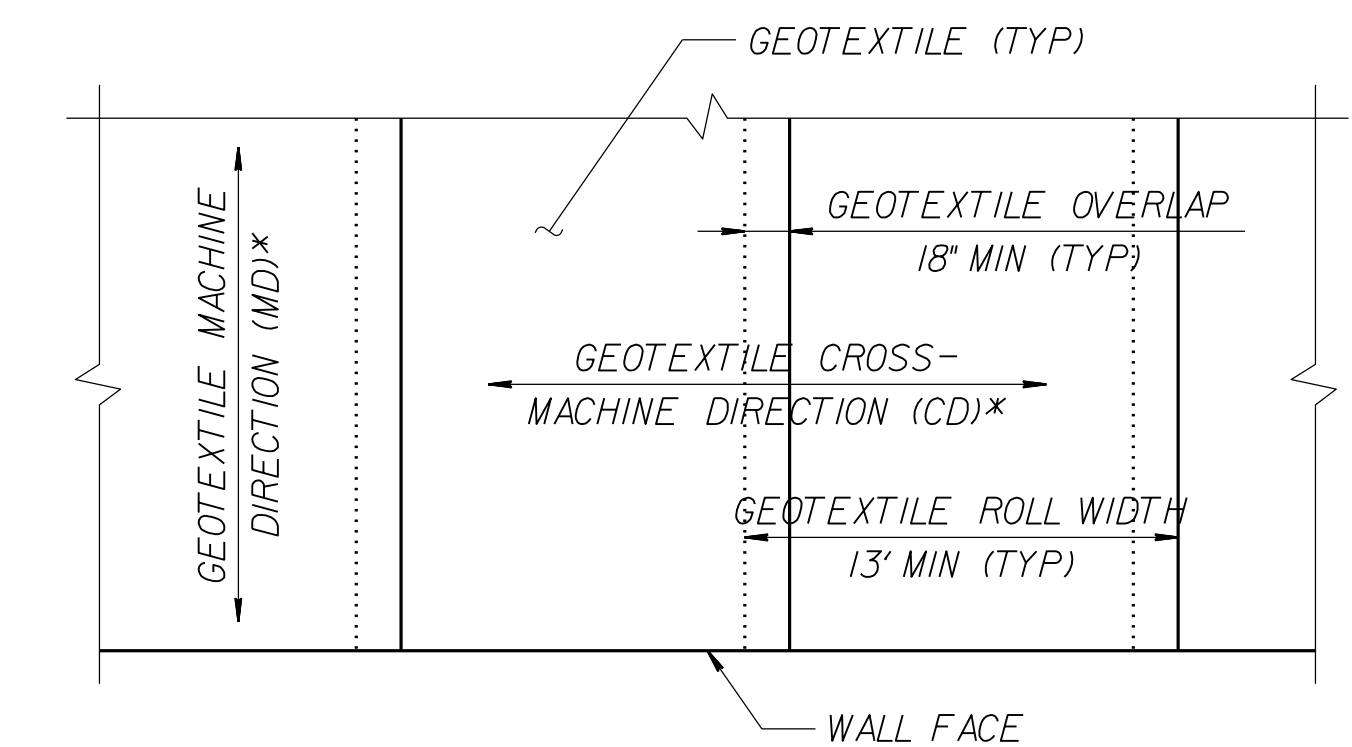 GEOTEXTILE (TYP)
GEOTEXTILE MACHINE
DIRECTION (MD)*
GEOTEXTILE OVERLAP
18" MIN (TYP)
GEOTEXTILE CROSS-
MACHINE DIRECTION (CD)*
GEOTEXTILE ROLL WIDTH
13' MIN (TYP)
WALL FACE